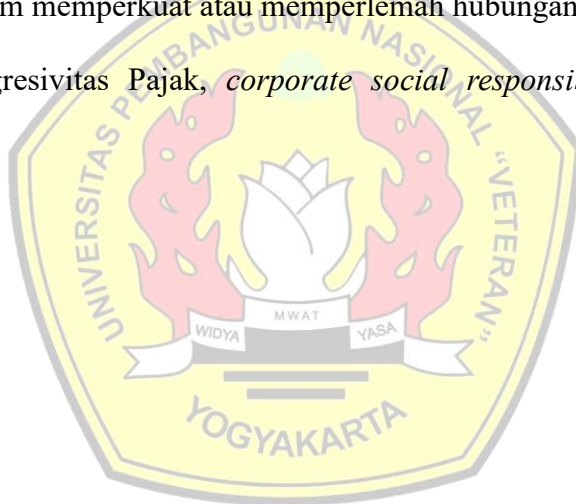 m memperkuat atau memperlemah hubungan
gresivitas Pajak, corporate social responsi
UNIVERSITAS PEMBANGUNAN NASIONAL "VETERAN"
WIDYA MWAT YASA
YOGYAKARTA